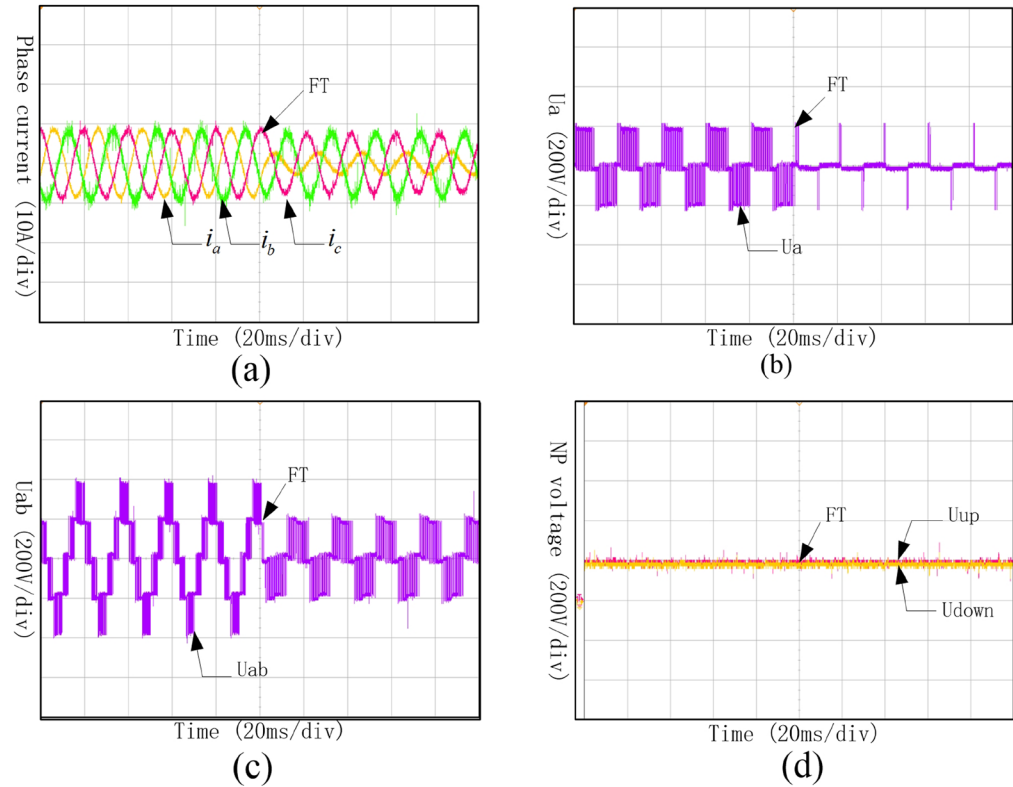 Phase current (10A/div)
FT
ia
ib
ic
Time (20ms/div)
(a)
Ua (200V/div)
FT
Ua
Time (20ms/div)
(b)
Uab (200V/div)
FT
Uab
Time (20ms/div)
(c)
NP voltage (200V/div)
FT
Uup
Udown
Time (20ms/div)
(d)